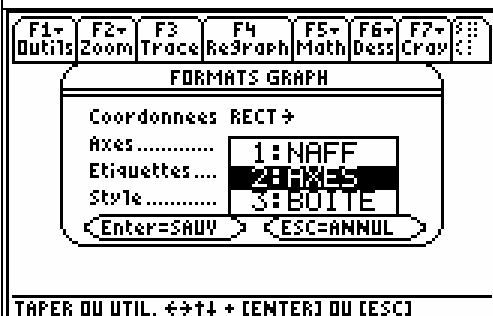 F1▾ F2▾ F3 F4 F5▾ F6▾ F7▾
Outils Zoom Trace ReGraph Math Dess Cray
FORMATS GRAPH
Coordonnees RECT→
Axes.............
1:NAFF
Etiquettes....
2:AXES
Style............
3:BOITE
Enter=SAUV ESC=ANNUL
TAPER OU UTIL. ←→↑↓ + [ENTER] OU [ESC]